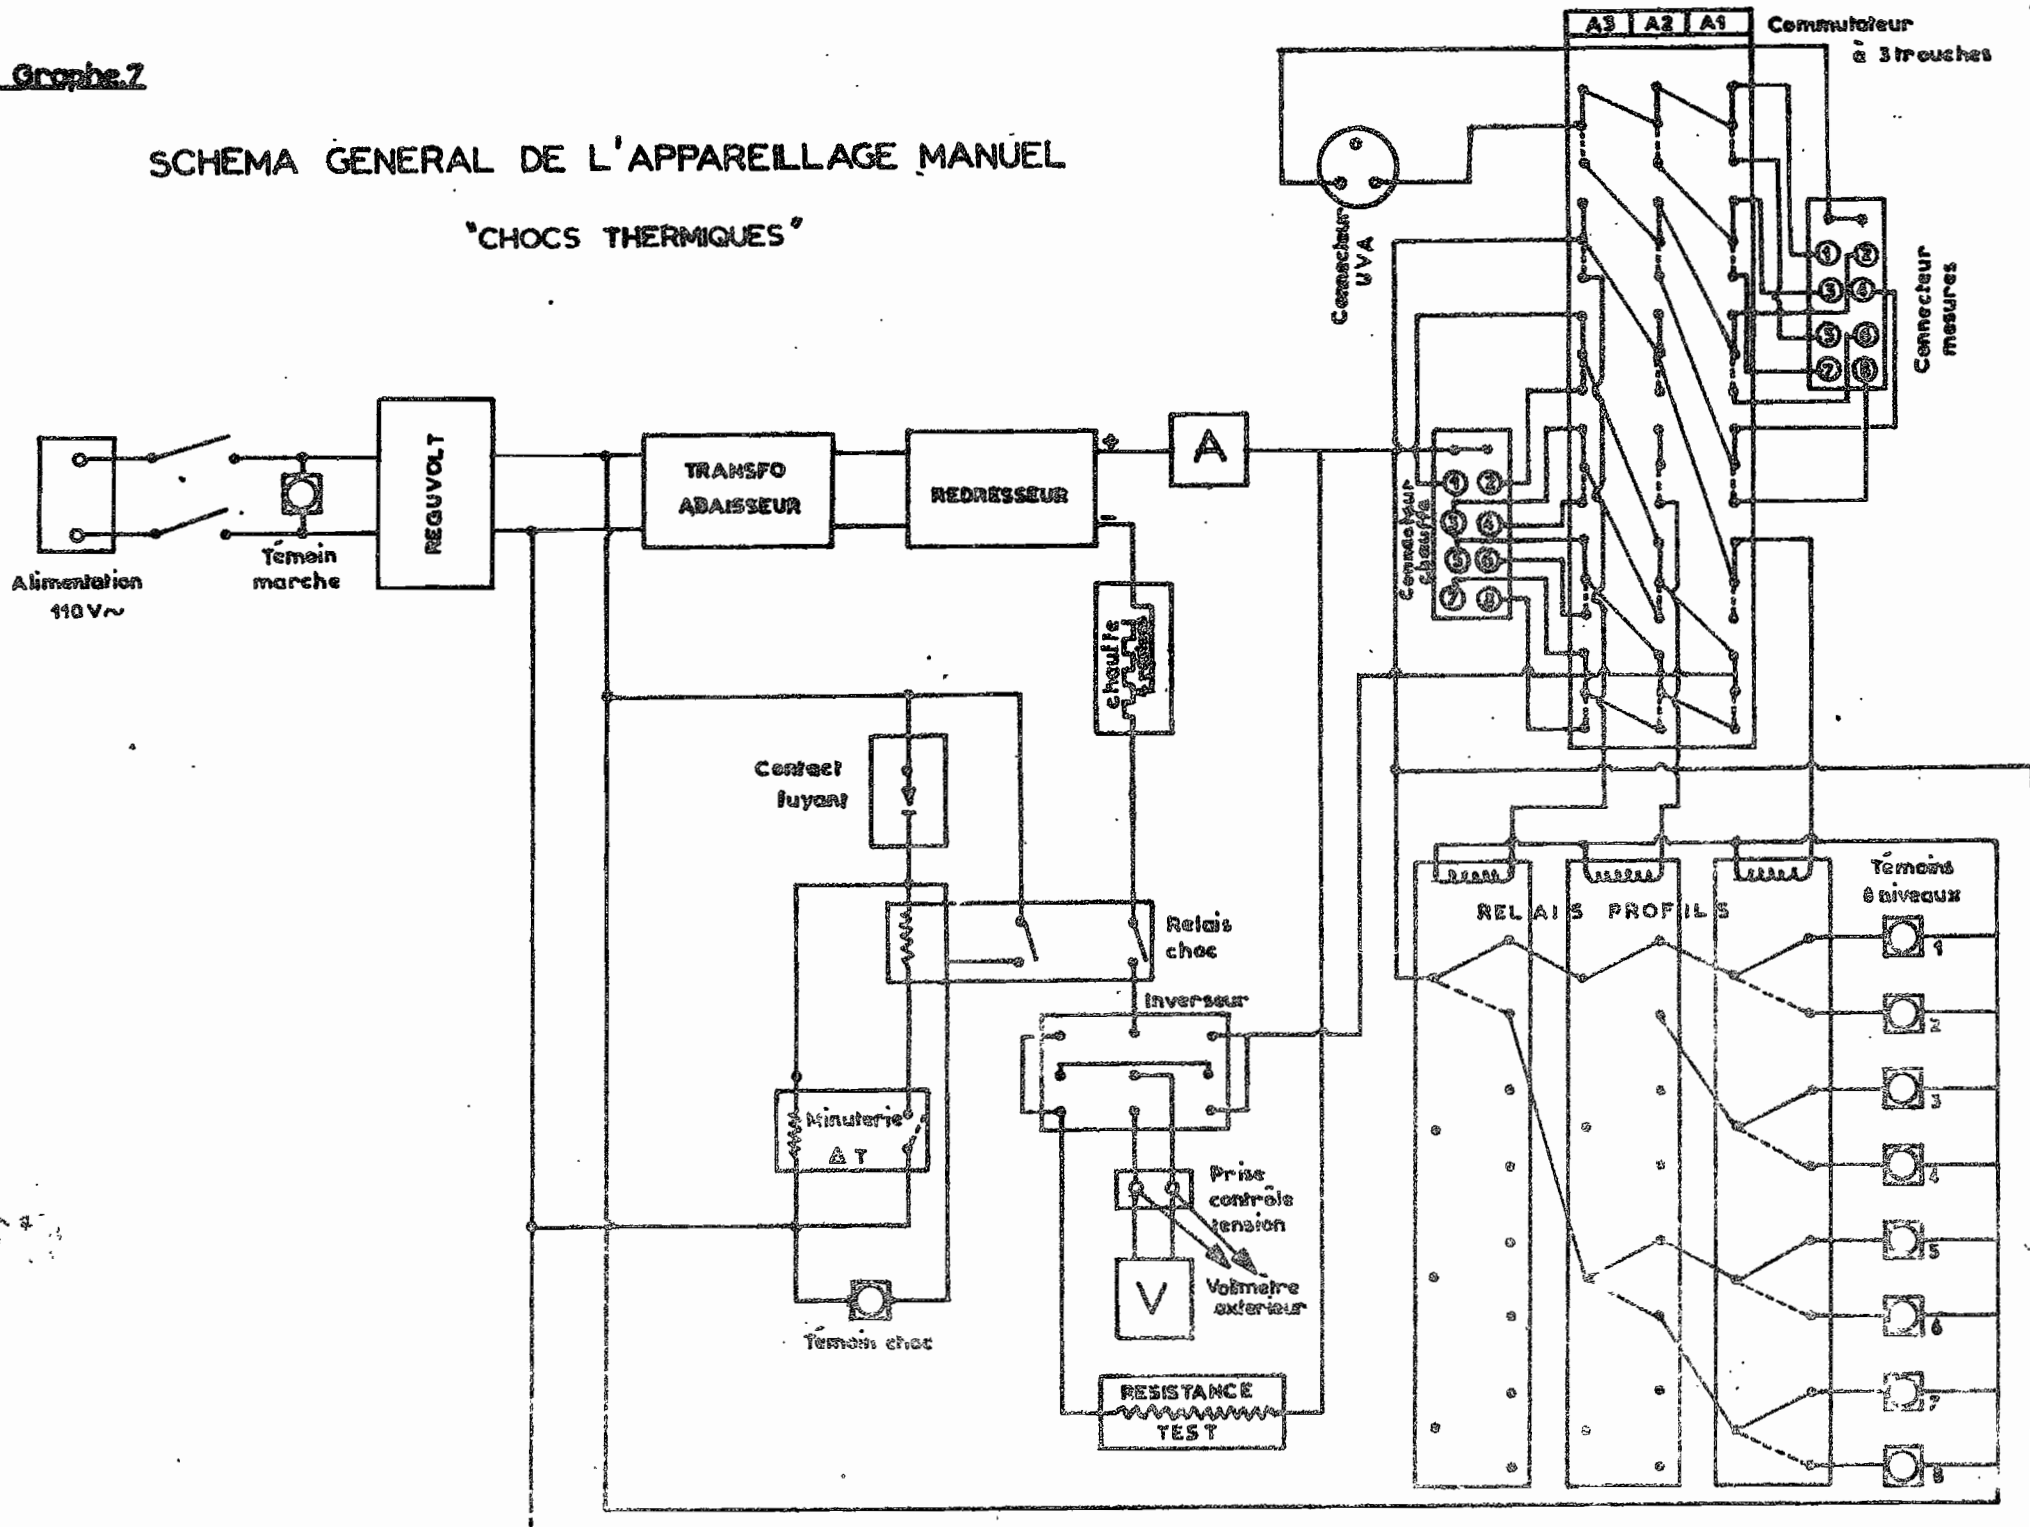 Graphe.7
SCHEMA GENERAL DE L'APPAREILLAGE MANUEL
"CHOCS THERMIQUES"
A3 A2 A1
Commutateur
à 3 touches
Connecteur
UVA
Connecteur
mesures
1 2
3 4
5 6
7 8
Alimentation
110 V~
Témoin
marche
REGUVOLT
TRANSFO
ABAISSEUR
REDRESSEUR
+
-
A
Connecteur
chauffe
1 2
3 4
5 6
7 8
chauffe
Contact
fuyant
Relais
choc
Inverseur
Minuterie
Δ T
Prise
contrôle
tension
V
Voltmètre
exterieur
Témoin choc
RESISTANCE
TEST
RELAIS PROFILS
Témoins
8 niveaux
1
2
3
4
5
6
7
8